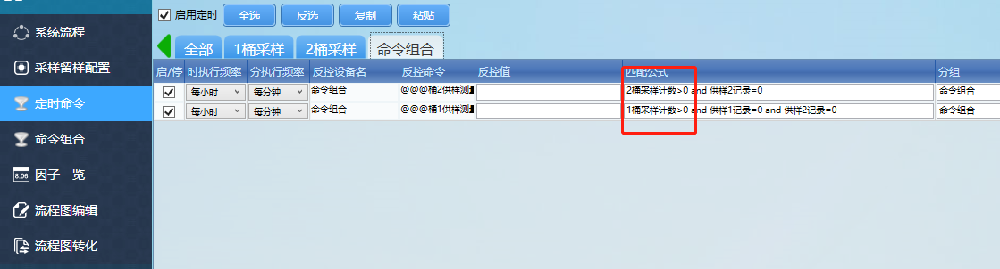 启用定时 全选 反选 复制 粘贴
系统流程
采样留样配置
定时命令
命令组合
因子一览
流程图编辑
流程图转化
全部 1桶采样 2桶采样 命令组合
启/停 时执行频率 分执行频率 反控设备名 反控命令 反控值 匹配公式 分组
每小时 每分钟 命令组合 @@@桶2供样测量 2桶采样计数>0 and 供样2记录=0 命令组合
每小时 每分钟 命令组合 @@@桶1供样测量 1桶采样计数>0 and 供样1记录=0 and 供样2记录=0 命令组合